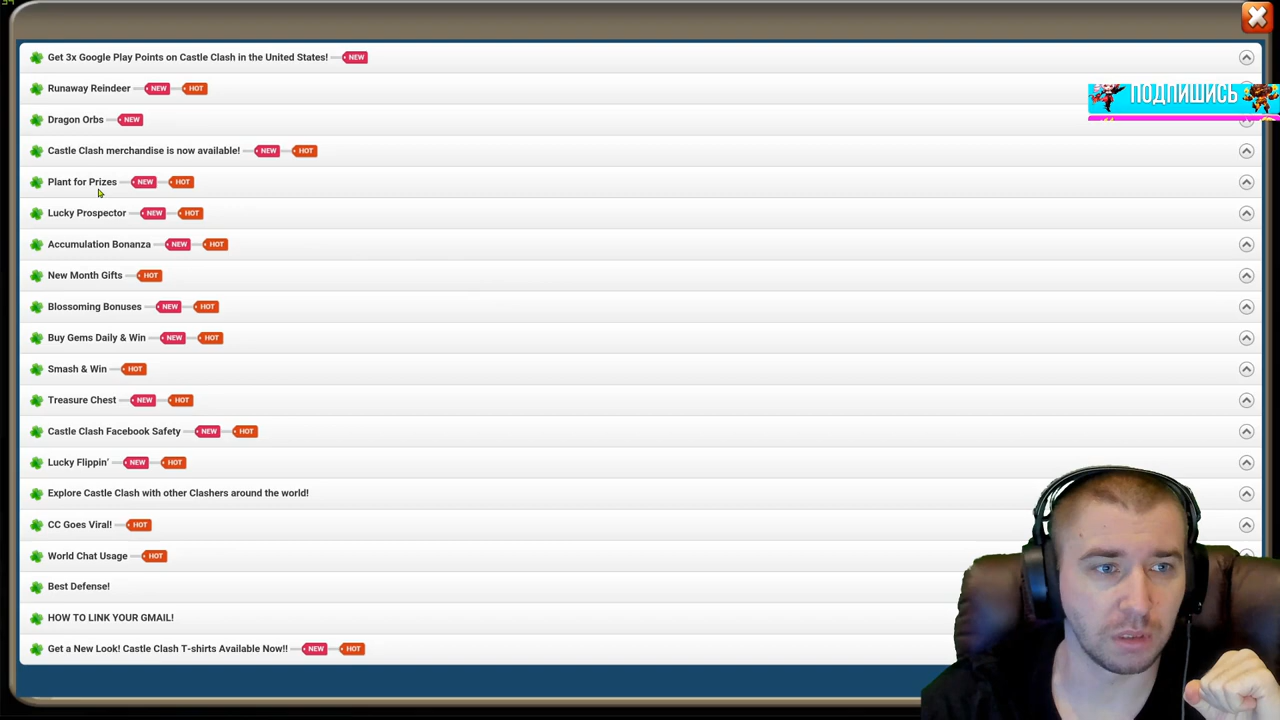 Get 3x Google Play Points on Castle Clash in the United States! NEW
Runaway Reindeer NEW HOT
ПОДПИШИСЬ
Dragon Orbs NEW
Castle Clash merchandise is now available! NEW HOT
Plant for Prizes NEW HOT
Lucky Prospector NEW HOT
Accumulation Bonanza NEW HOT
New Month Gifts HOT
Blossoming Bonuses NEW HOT
Buy Gems Daily & Win NEW HOT
Smash & Win HOT
Treasure Chest NEW HOT
Castle Clash Facebook Safety NEW HOT
Lucky Flippin' NEW HOT
Explore Castle Clash with other Clashers around the world!
CC Goes Viral! HOT
World Chat Usage HOT
Best Defense!
HOW TO LINK YOUR GMAIL!
Get a New Look! Castle Clash T-shirts Available Now!! NEW HOT